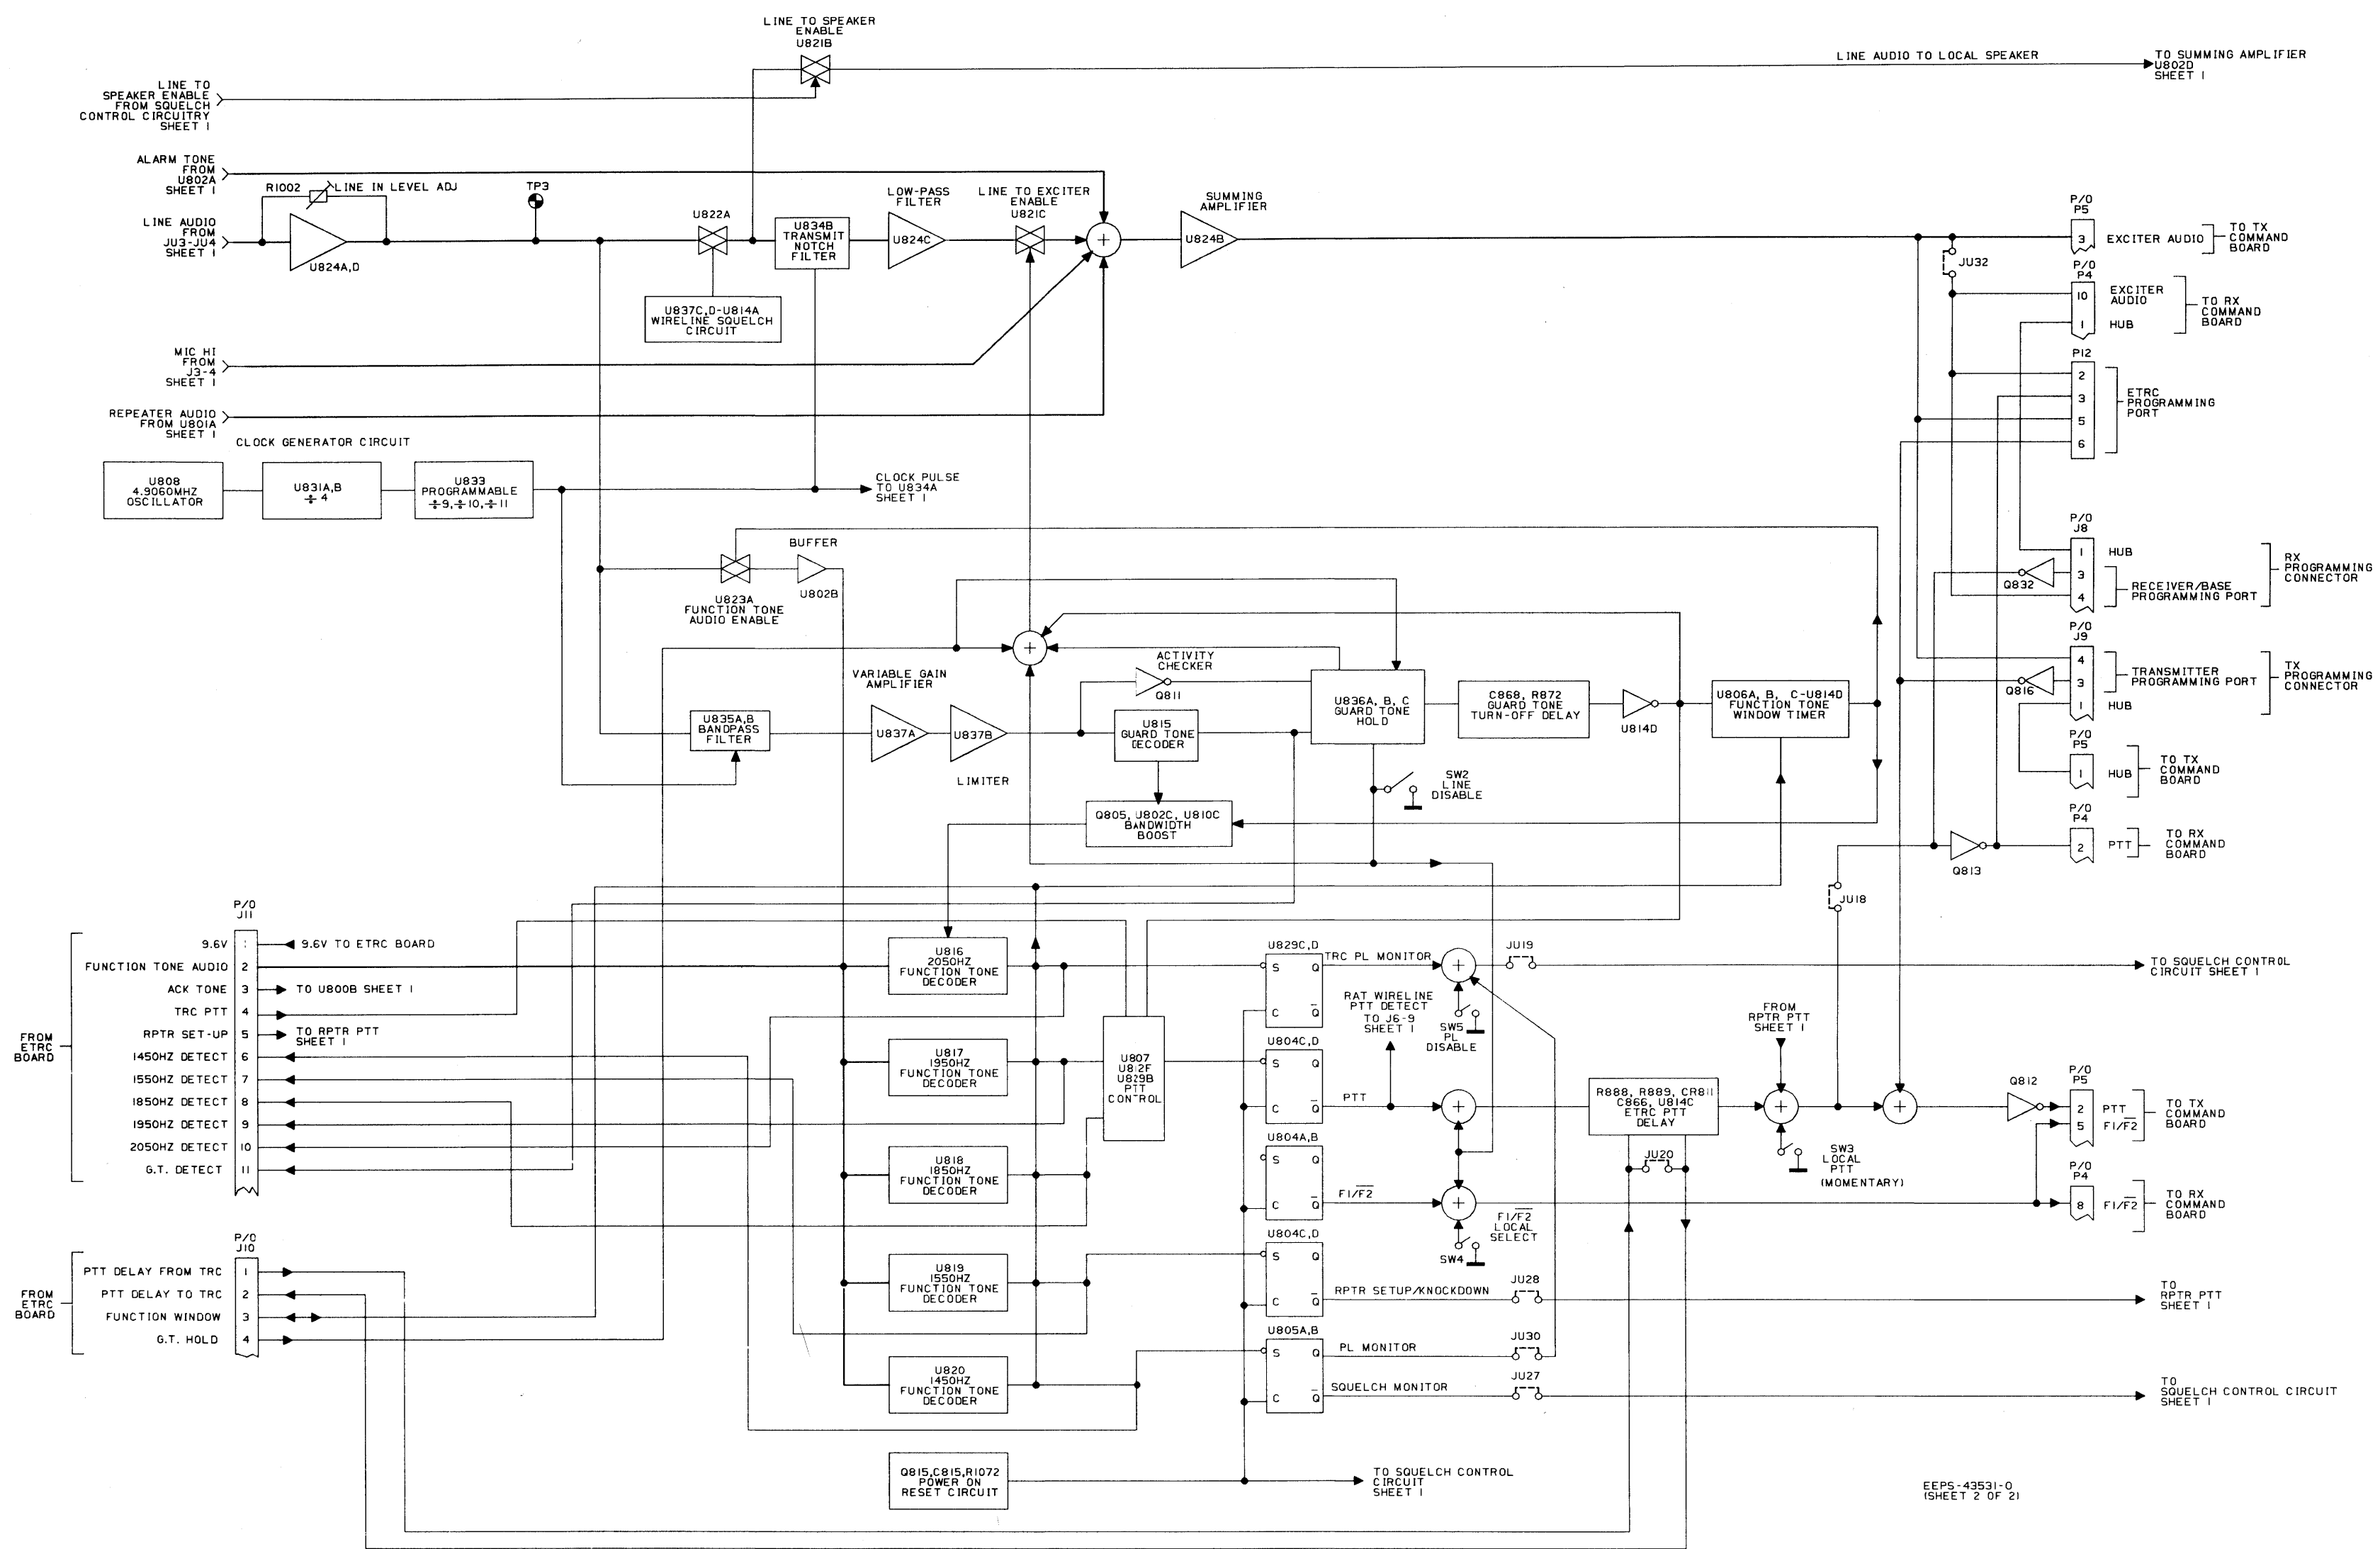 LINE TO SPEAKER
ENABLE
U821B
LINE AUDIO TO LOCAL SPEAKER
TO SUMMING AMPLIFIER
U802D
SHEET 1
LINE TO
SPEAKER ENABLE
FROM SQUELCH
CONTROL CIRCUITRY
SHEET 1
ALARM TONE
FROM
U802A
SHEET 1
R1002
LINE IN LEVEL ADJ
TP3
LINE AUDIO
FROM
JU3-JU4
SHEET 1
U824A,D
U822A
U834B
TRANSMIT
NOTCH
FILTER
LOW-PASS
FILTER
U824C
LINE TO EXCITER
ENABLE
U821C
+
SUMMING
AMPLIFIER
U824B
U837C,D-U814A
WIRELINE SQUELCH
CIRCUIT
MIC HI
FROM
J3-4
SHEET 1
REPEATER AUDIO
FROM U801A
SHEET 1
P/O
P5
3
EXCITER AUDIO
TO TX
COMMAND
BOARD
JU32
P/O
P4
10
EXCITER
AUDIO
1
HUB
TO RX
COMMAND
BOARD
P12
2
3
5
6
ETRC
PROGRAMMING
PORT
CLOCK GENERATOR CIRCUIT
U808
4.9060MHZ
OSCILLATOR
U831A,B
÷ 4
U833
PROGRAMMABLE
÷9,÷10,÷11
CLOCK PULSE
TO U834A
SHEET 1
P/O
J8
1
HUB
3
4
Q832
RECEIVER/BASE
PROGRAMMING PORT
RX
PROGRAMMING
CONNECTOR
BUFFER
U802B
U823A
FUNCTION TONE
AUDIO ENABLE
+
P/O
J9
4
3
1
Q816
TRANSMITTER
PROGRAMMING PORT
HUB
TX
PROGRAMMING
CONNECTOR
P/O
P5
1
HUB
TO TX
COMMAND
BOARD
VARIABLE GAIN
AMPLIFIER
ACTIVITY
CHECKER
Q811
U835A,B
BANDPASS
FILTER
U837A
U837B
LIMITER
U815
GUARD TONE
DECODER
U836A, B, C
GUARD TONE
HOLD
C868, R872
GUARD TONE
TURN-OFF DELAY
U814D
U806A, B, C-U814D
FUNCTION TONE
WINDOW TIMER
SW2
LINE
DISABLE
Q805, U802C, U810C
BANDWIDTH
BOOST
P/O
P4
2
PTT
TO RX
COMMAND
BOARD
Q813
JU18
P/O
J11
FROM
ETRC
BOARD
9.6V
1
9.6V TO ETRC BOARD
FUNCTION TONE AUDIO
2
ACK TONE
3
TO U800B SHEET 1
TRC PTT
4
RPTR SET-UP
5
TO RPTR PTT
SHEET 1
1450HZ DETECT
6
1550HZ DETECT
7
1850HZ DETECT
8
1950HZ DETECT
9
2050HZ DETECT
10
G.T. DETECT
11
U816
2050HZ
FUNCTION TONE
DECODER
U817
1950HZ
FUNCTION TONE
DECODER
U818
1850HZ
FUNCTION TONE
DECODER
U819
1550HZ
FUNCTION TONE
DECODER
U820
1450HZ
FUNCTION TONE
DECODER
U807
U812F
U829B
PTT
CONTROL
U829C,D
S Q
C Q̅
TRC PL MONITOR
+
JU19
TO SQUELCH CONTROL
CIRCUIT SHEET 1
RAT WIRELINE
PTT DETECT
TO J6-9
SHEET 1
SW5
PL
DISABLE
U804C,D
S Q
C Q̅
PTT
+
R888, R889, CR811
C866, U814C
ETRC PTT
DELAY
JU20
FROM
RPTR PTT
SHEET 1
+
SW3
LOCAL
PTT
(MOMENTARY)
+
Q812
P/O
P5
2
PTT
5
F1/F̅2̅
TO TX
COMMAND
BOARD
U804A,B
S Q
C Q̅
F1/F̅2̅
+
F1/F̅2̅
LOCAL
SELECT
SW4
P/O
P4
8
F1/F̅2̅
TO RX
COMMAND
BOARD
U804C,D
S Q
C Q̅
RPTR SETUP/KNOCKDOWN
JU28
TO
RPTR PTT
SHEET 1
U805A,B
S Q
C Q̅
PL MONITOR
JU30
SQUELCH MONITOR
JU27
TO
SQUELCH CONTROL CIRCUIT
SHEET 1
P/O
J10
FROM
ETRC
BOARD
PTT DELAY FROM TRC
1
PTT DELAY TO TRC
2
FUNCTION WINDOW
3
G.T. HOLD
4
Q815,C815,R1072
POWER ON
RESET CIRCUIT
TO SQUELCH CONTROL
CIRCUIT
SHEET 1
EEPS-43531-O
(SHEET 2 OF 2)